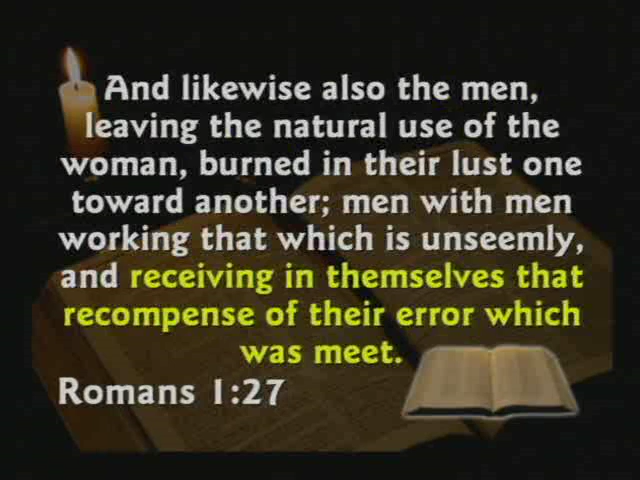 And likewise also the men,
leaving the natural use of the
woman, burned in their lust one
toward another; men with men
working that which is unseemly,
and receiving in themselves that
recompense of their error which
was meet.
Romans 1:27